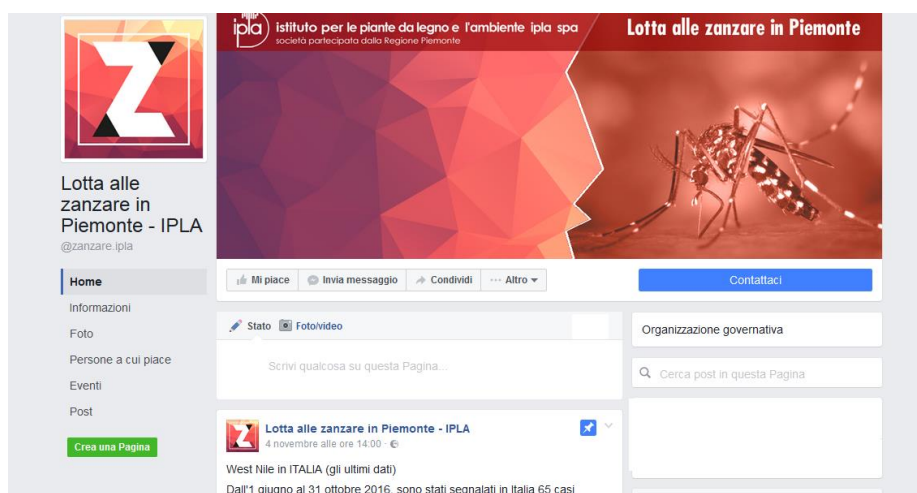 ipla
istituto per le piante da legno e l'ambiente ipla spa
società partecipata dalla Regione Piemonte
Lotta alle zanzare in Piemonte
Z
Lotta alle
zanzare in
Piemonte - IPLA
@zanzare.ipla
Home
Informazioni
Foto
Persone a cui piace
Eventi
Post
Crea una Pagina
Mi piace
Invia messaggio
Condividi
Altro
Contattaci
Stato
Foto/video
Scrivi qualcosa su questa Pagina...
Organizzazione governativa
Cerca post in questa Pagina
Z
Lotta alle zanzare in Piemonte - IPLA
4 novembre alle ore 14:00 ·
West Nile in ITALIA (gli ultimi dati)
Dall'1 giugno al 31 ottobre 2016, sono stati segnalati in Italia 65 casi